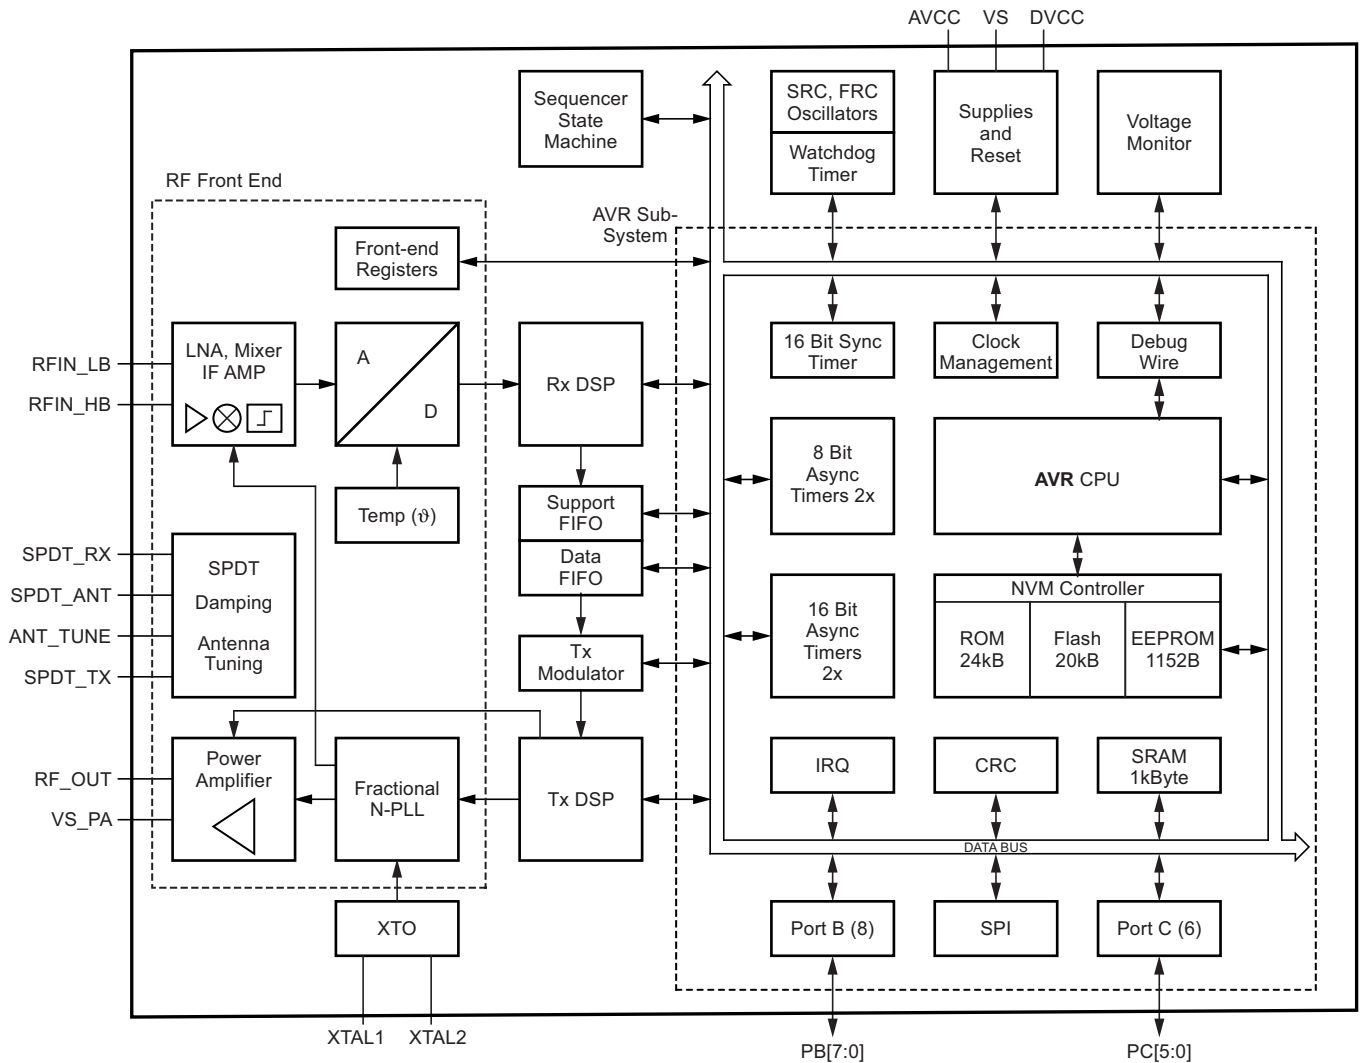 AVCC VS DVCC
Sequencer
State
Machine
SRC, FRC
Oscillators
Watchdog
Timer
Supplies
and
Reset
Voltage
Monitor
RF Front End
AVR Sub-
System
Front-end
Registers
RFIN_LB
RFIN_HB
LNA, Mixer
IF AMP
A
D
Rx DSP
16 Bit Sync
Timer
Clock
Management
Debug
Wire
Temp (ϑ)
Support
FIFO
Data
FIFO
8 Bit
Async
Timers 2x
AVR CPU
SPDT_RX
SPDT_ANT
ANT_TUNE
SPDT_TX
SPDT
Damping
Antenna
Tuning
Tx
Modulator
16 Bit
Async
Timers
2x
NVM Controller
ROM
24kB
Flash
20kB
EEPROM
1152B
RF_OUT
VS_PA
Power
Amplifier
Fractional
N-PLL
Tx DSP
IRQ
CRC
SRAM
1kByte
DATA BUS
XTO
Port B (8)
SPI
Port C (6)
XTAL1 XTAL2
PB[7:0]
PC[5:0]